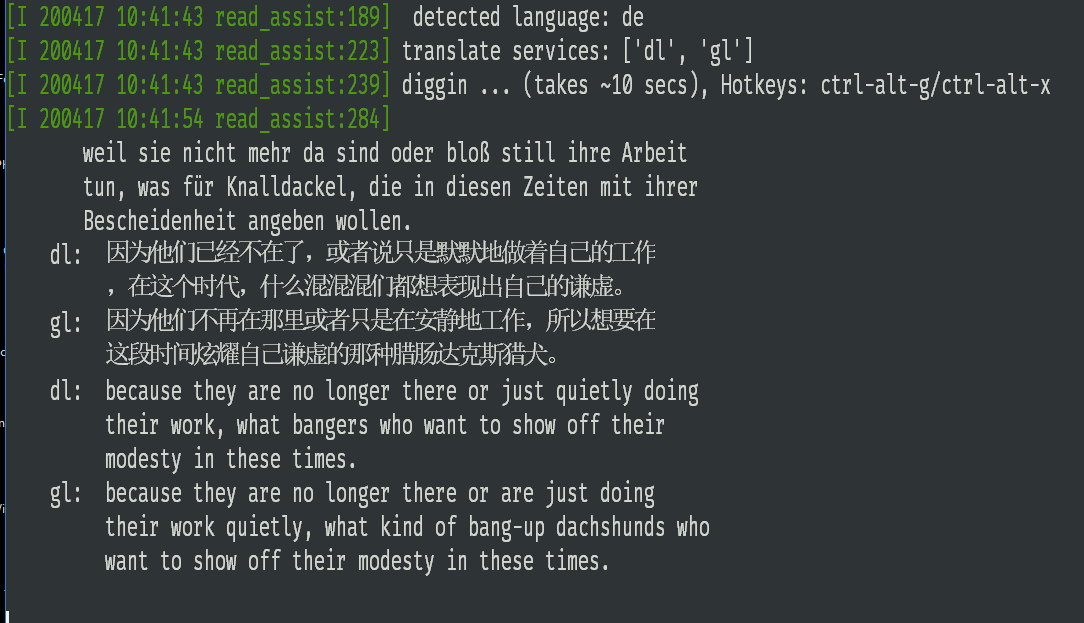 [I 200417 10:41:43 read_assist:189]  detected language: de
[I 200417 10:41:43 read_assist:223] translate services: ['dl', 'gl']
[I 200417 10:41:43 read_assist:239] diggin ... (takes ~10 secs), Hotkeys: ctrl-alt-g/ctrl-alt-x
[I 200417 10:41:54 read_assist:284]
weil sie nicht mehr da sind oder bloß still ihre Arbeit
tun, was für Knalldackel, die in diesen Zeiten mit ihrer
Bescheidenheit angeben wollen.
dl: 因为他们已经不在了，或者说只是默默地做着自己的工作
，在这个时代，什么混混混们都想表现出自己的谦虚。
gl: 因为他们不再在那里或者只是在安静地工作，所以想要在
这段时间炫耀自己谦虚的那种腊肠达克斯猎犬。
dl: because they are no longer there or just quietly doing
their work, what bangers who want to show off their
modesty in these times.
gl: because they are no longer there or are just doing
their work quietly, what kind of bang-up dachshunds who
want to show off their modesty in these times.